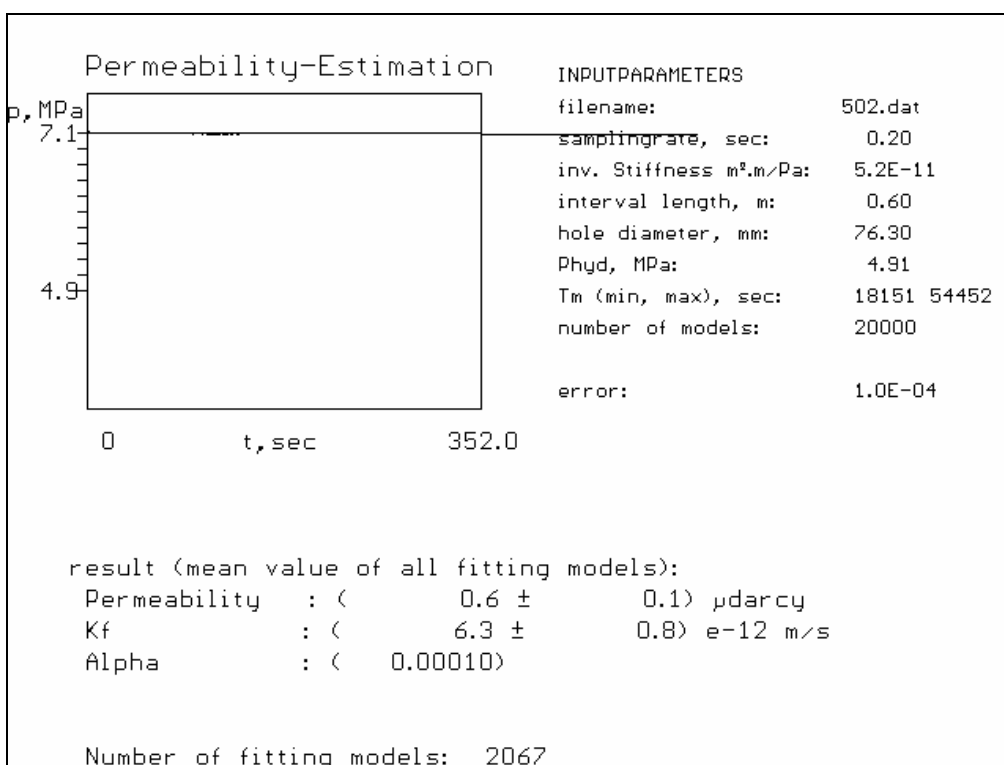 Permeability-Estimation
p,MPa
7.1
4.9
0 t,sec 352.0
INPUTPARAMETERS
filename: 502.dat
samplingrate, sec: 0.20
inv. Stiffness m².m/Pa: 5.2E-11
interval length, m: 0.60
hole diameter, mm: 76.30
Phyd, MPa: 4.91
Tm (min, max), sec: 18151 54452
number of models: 20000
error: 1.0E-04
result (mean value of all fitting models):
Permeability : ( 0.6 ± 0.1) µdarcy
Kf : ( 6.3 ± 0.8) e-12 m/s
Alpha : ( 0.00010)
Number of fitting models: 2067